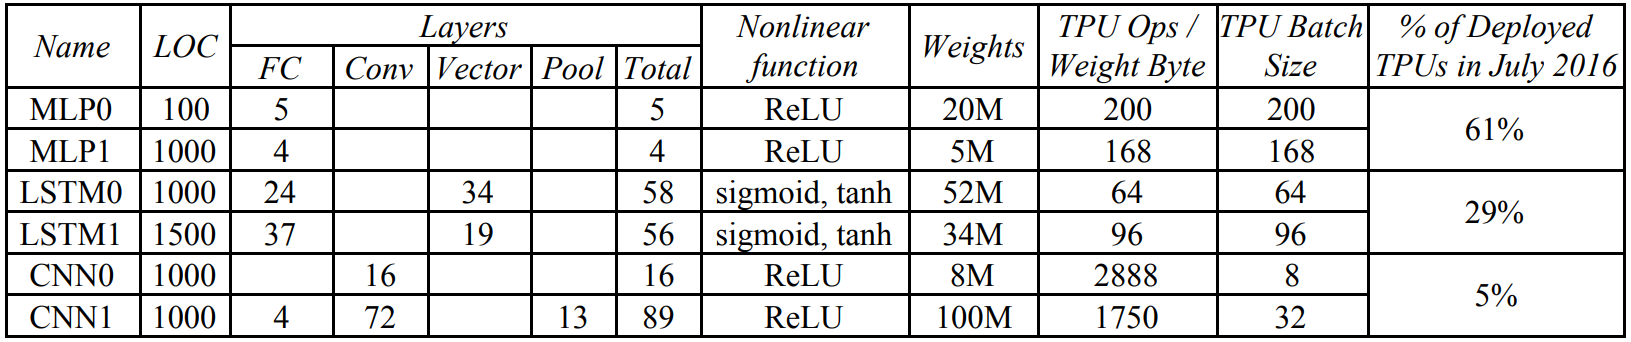 Name LOC Layers Nonlinear function Weights TPU Ops / Weight Byte TPU Batch Size % of Deployed TPUs in July 2016
FC Conv Vector Pool Total
MLP0 100 5 5 ReLU 20M 200 200 61%
MLP1 1000 4 4 ReLU 5M 168 168
LSTM0 1000 24 34 58 sigmoid, tanh 52M 64 64 29%
LSTM1 1500 37 19 56 sigmoid, tanh 34M 96 96
CNN0 1000 16 16 ReLU 8M 2888 8 5%
CNN1 1000 4 72 13 89 ReLU 100M 1750 32